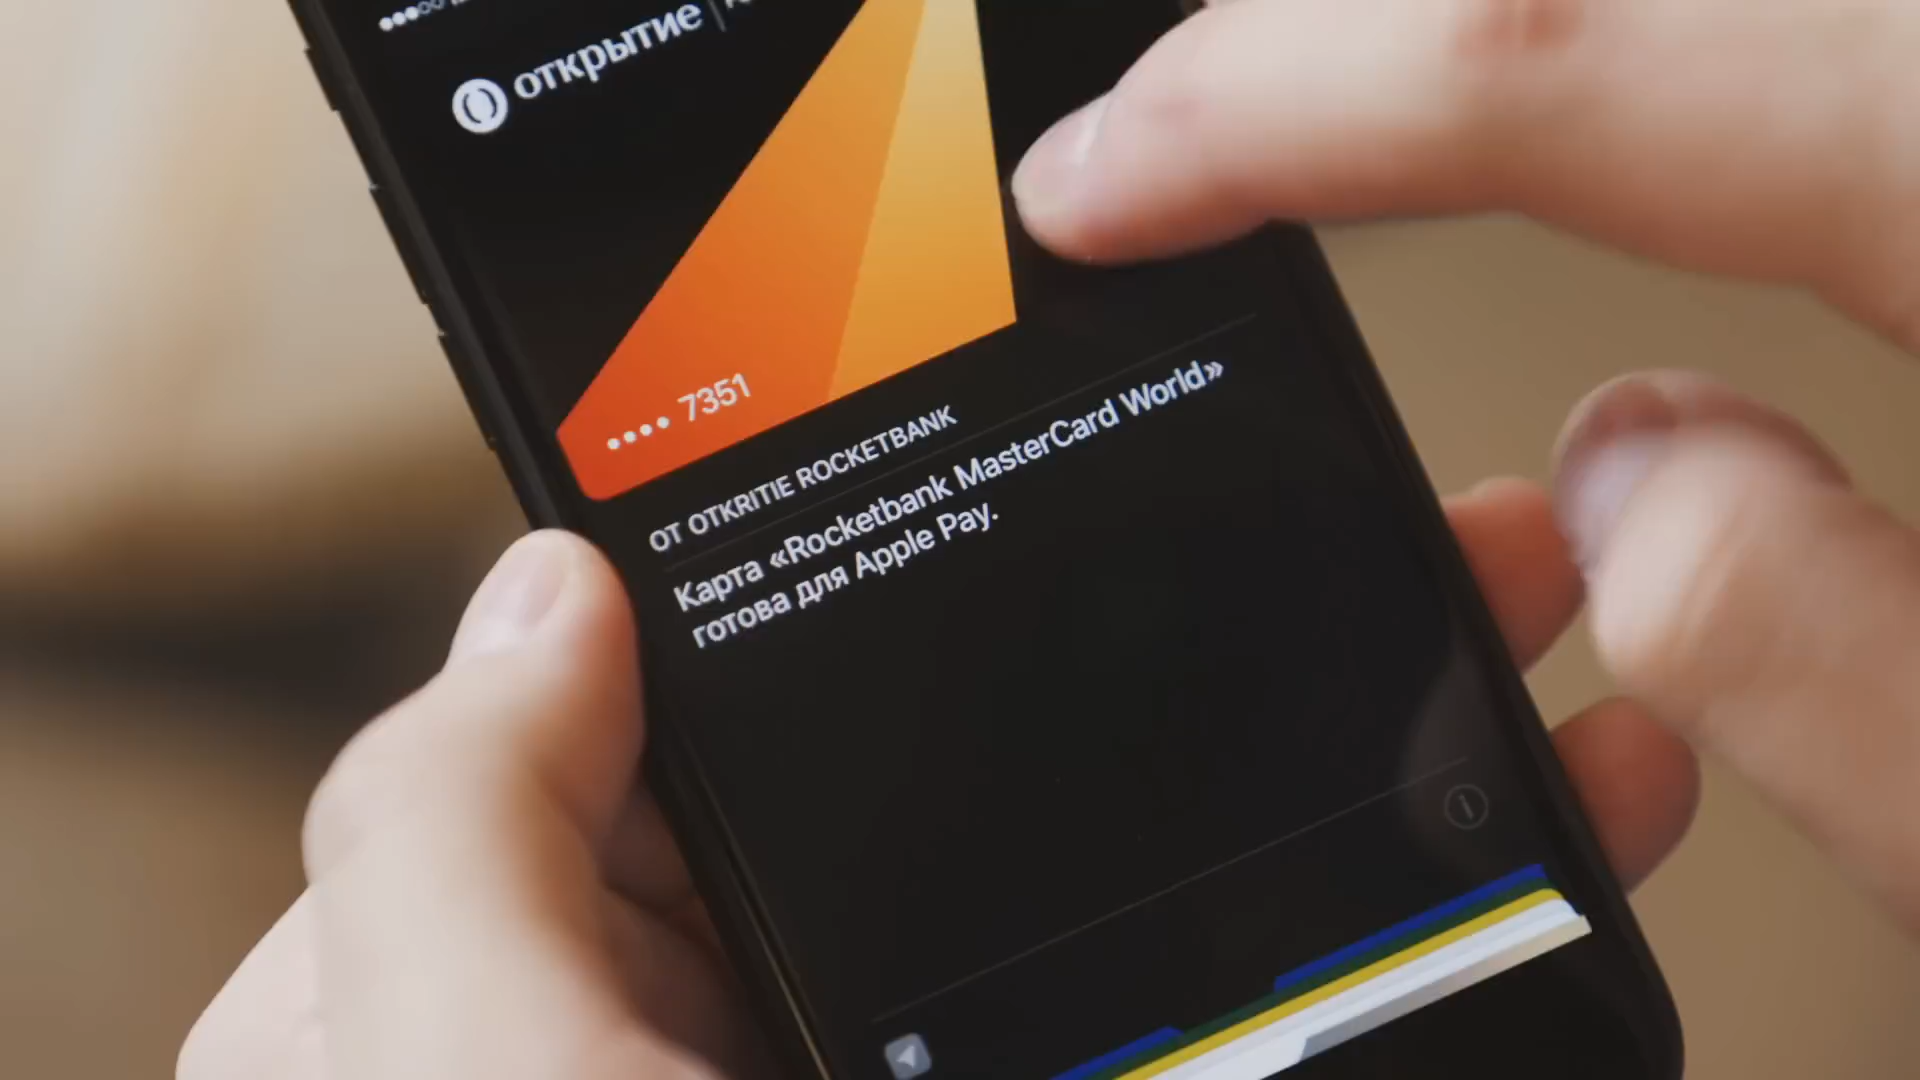 открытие
•••• 7351
ОТ OTKRITIE ROCKETBANK
Карта «Rocketbank MasterCard World»
готова для Apple Pay.